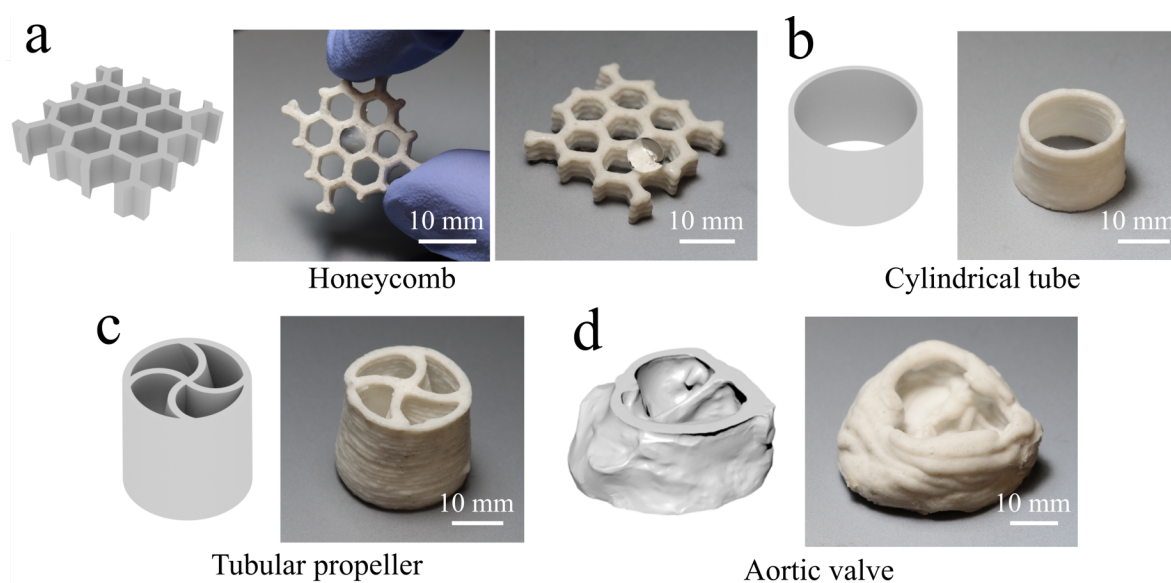 a
b
10 mm
10 mm
10 mm
Honeycomb
Cylindrical tube
c
d
10 mm
10 mm
Tubular propeller
Aortic valve